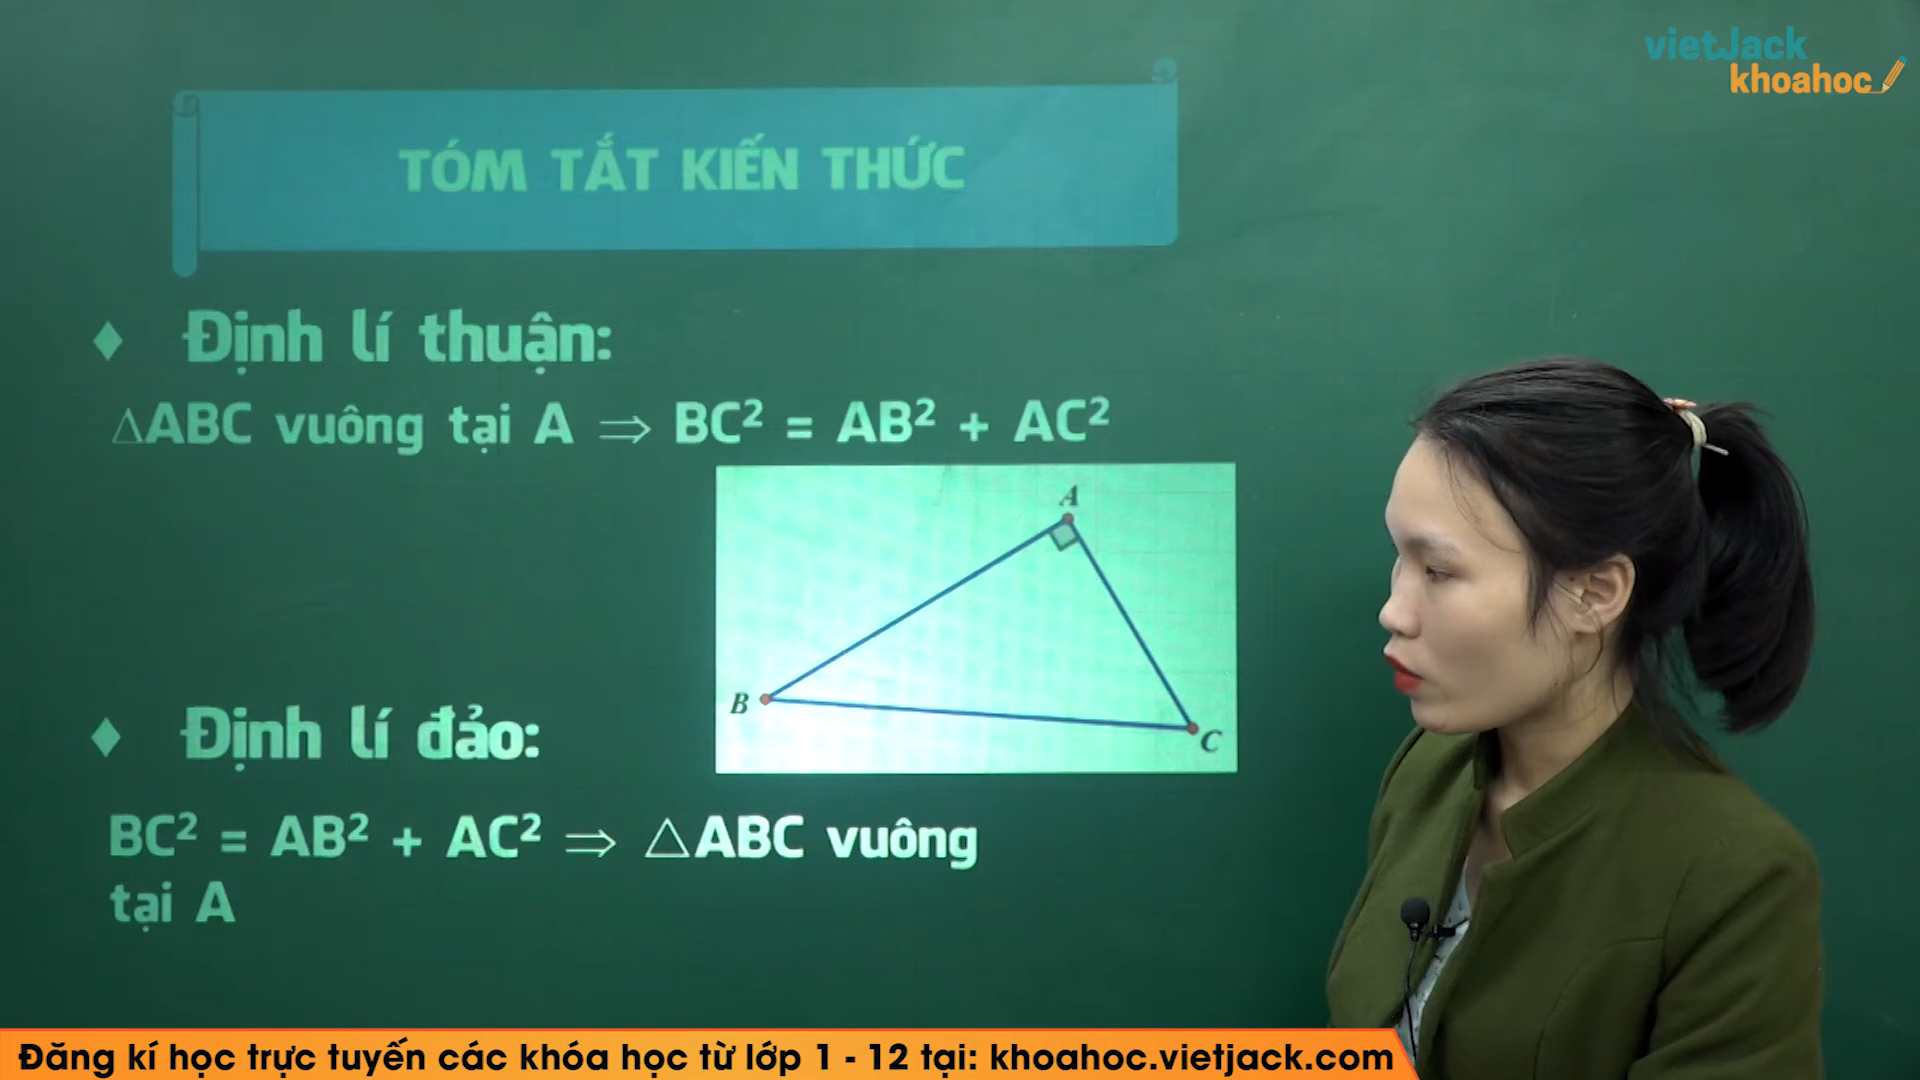 vietJack
khoahoc
TÓM TẮT KIẾN THỨC
♦ Định lí thuận:
△ABC vuông tại A ⇒ BC² = AB² + AC²
A
B
C
♦ Định lí đảo:
BC² = AB² + AC² ⇒ △ABC vuông
tại A
Đăng kí học trực tuyến các khóa học từ lớp 1 - 12 tại: khoahoc.vietjack.com